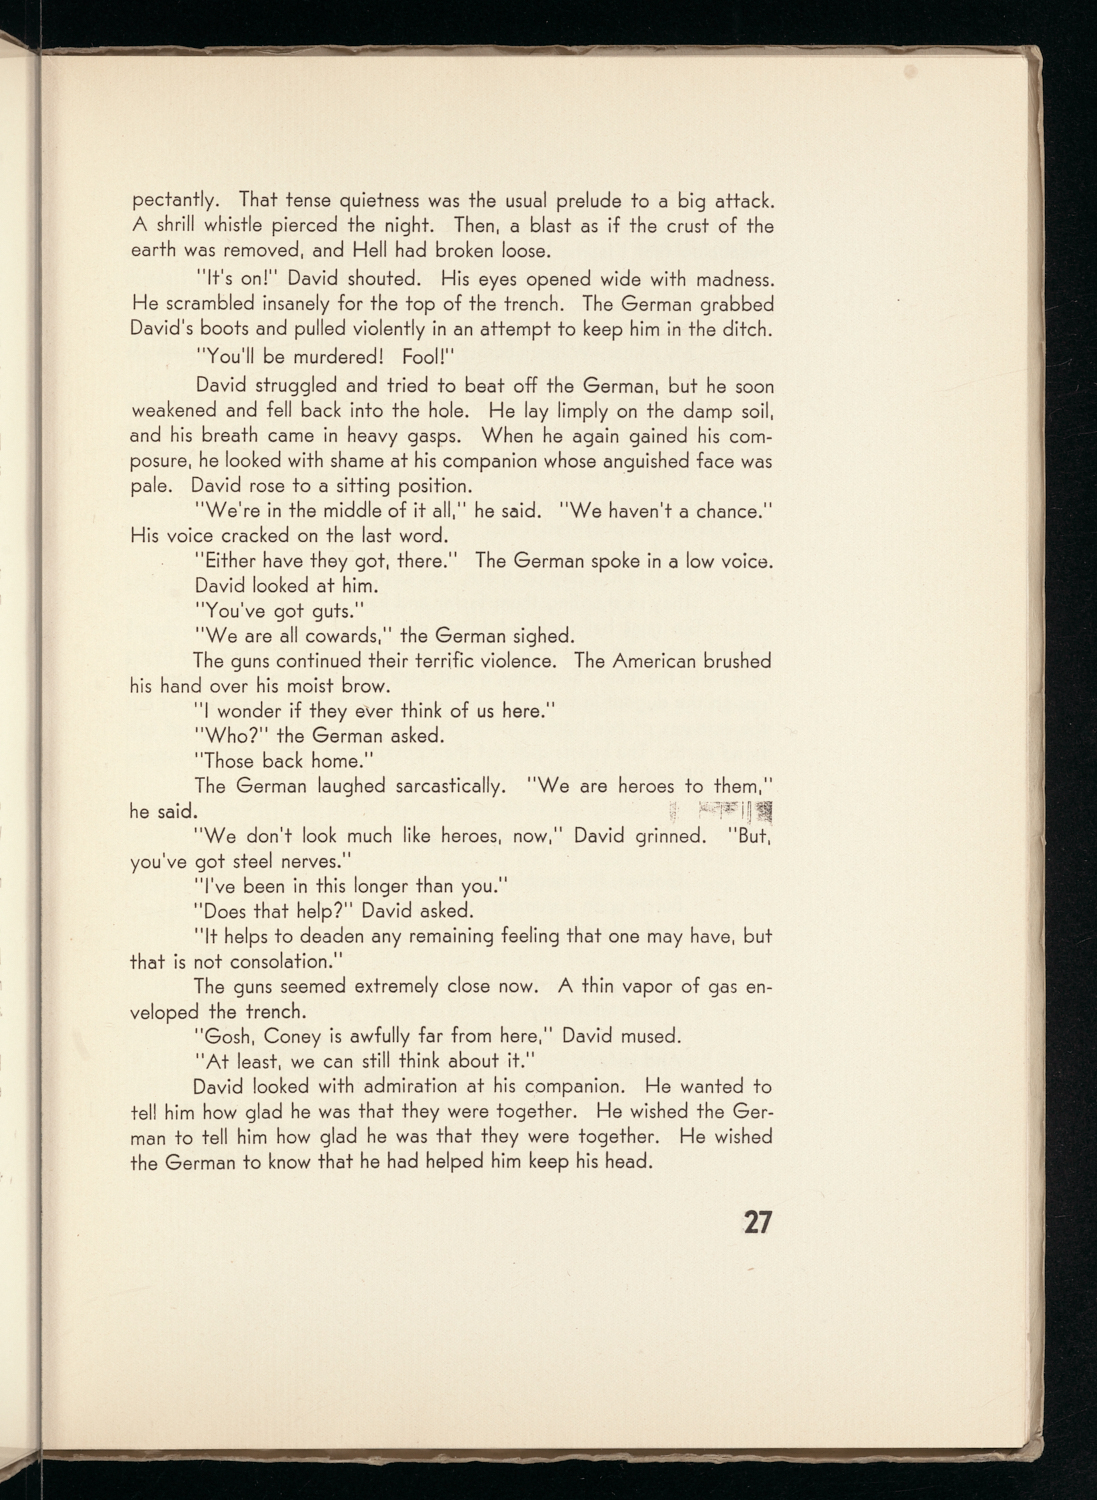 pectantly. That tense quietness was the usual prelude to a big attack.
A shrill whistle pierced the night. Then, a blast as if the crust of the
earth was removed, and Hell had broken loose.
"It's on!" David shouted. His eyes opened wide with madness.
He scrambled insanely for the top of the trench. The German grabbed
David's boots and pulled violently in an attempt to keep him in the ditch.
"You'll be murdered! Fool!"
David struggled and tried to beat off the German, but he soon
weakened and fell back into the hole. He lay limply on the damp soil,
and his breath came in heavy gasps. When he again gained his com-
posure, he looked with shame at his companion whose anguished face was
pale. David rose to a sitting position.
"We're in the middle of it all," he said. "We haven't a chance."
His voice cracked on the last word.
"Either have they got, there." The German spoke in a low voice.
David looked at him.
"You've got guts."
"We are all cowards," the German sighed.
The guns continued their terrific violence. The American brushed
his hand over his moist brow.
"I wonder if they ever think of us here."
"Who?" the German asked.
"Those back home."
The German laughed sarcastically. "We are heroes to them,"
he said.
"We don't look much like heroes, now," David grinned. "But,
you've got steel nerves."
"I've been in this longer than you."
"Does that help?" David asked.
"It helps to deaden any remaining feeling that one may have, but
that is not consolation."
The guns seemed extremely close now. A thin vapor of gas en-
veloped the trench.
"Gosh, Coney is awfully far from here," David mused.
"At least, we can still think about it."
David looked with admiration at his companion. He wanted to
tell him how glad he was that they were together. He wished the Ger-
man to tell him how glad he was that they were together. He wished
the German to know that he had helped him keep his head.
27